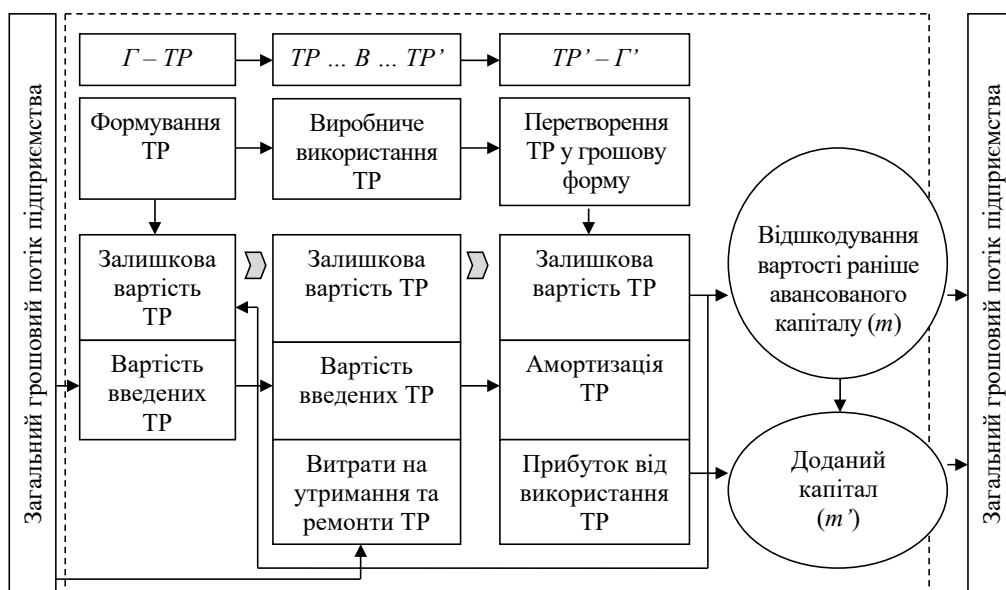 Загальний грошовий потік підприємства
Г – ТР
ТР ... В ... ТР’
ТР’ – Г’
Формування
ТР
Виробниче
використання
ТР
Перетворення
ТР у грошову
форму
Залишкова
вартість
ТР
Залишкова
вартість ТР
Залишкова
вартість ТР
Вартість
введених
ТР
Вартість
введених ТР
Амортизація
ТР
Витрати на
утримання та
ремонти ТР
Прибуток від
використання
ТР
Відшкодування
вартості раніше
авансованого
капіталу (m)
Доданий
капітал
(m’)
Загальний грошовий потік підприємства